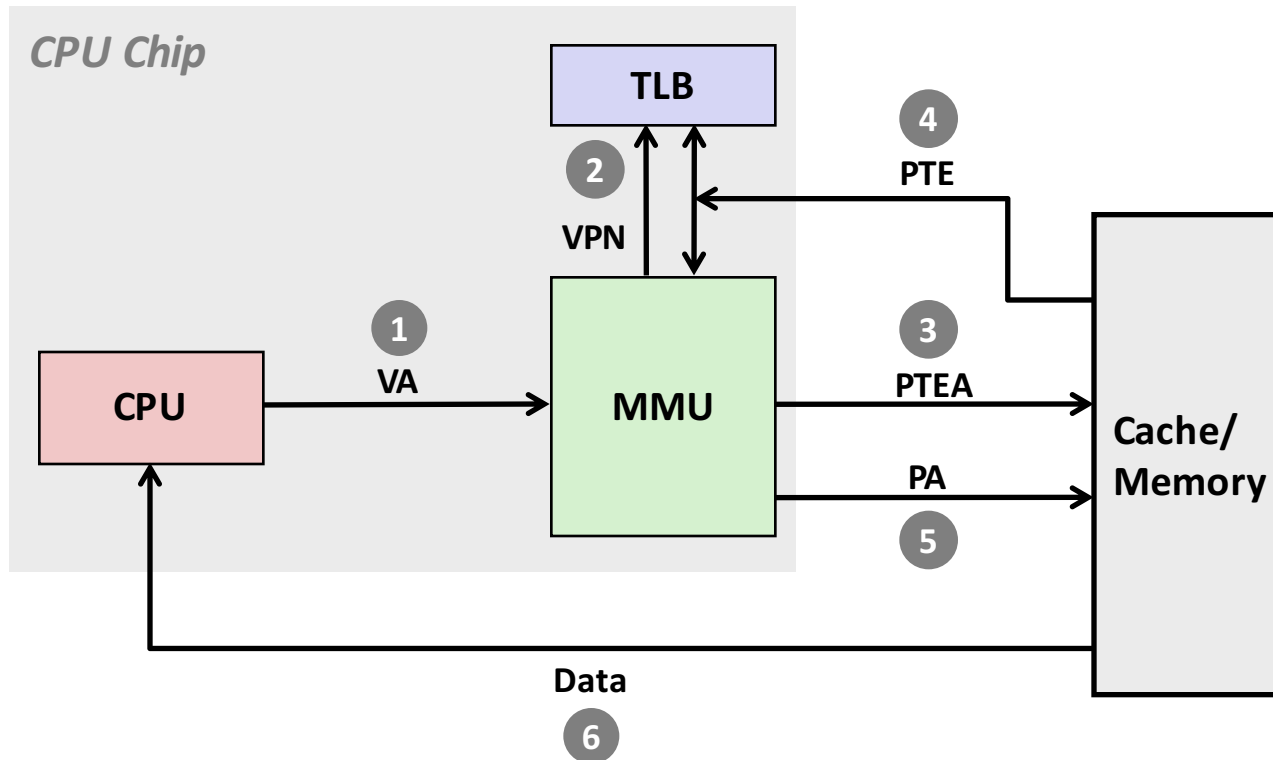 CPU Chip
TLB
4
PTE
2
VPN
1
VA
3
PTEA
CPU
MMU
Cache/
Memory
PA
5
Data
6